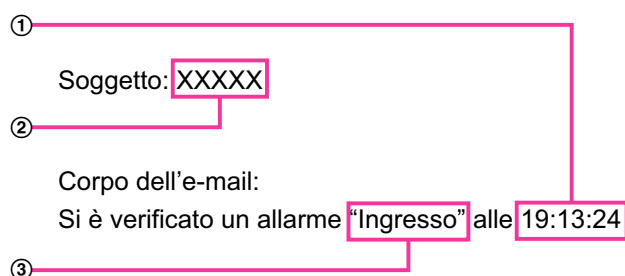 ①
Soggetto: XXXXX
②
Corpo dell’e-mail:
Si è verificato un allarme “Ingresso” alle 19:13:24
③